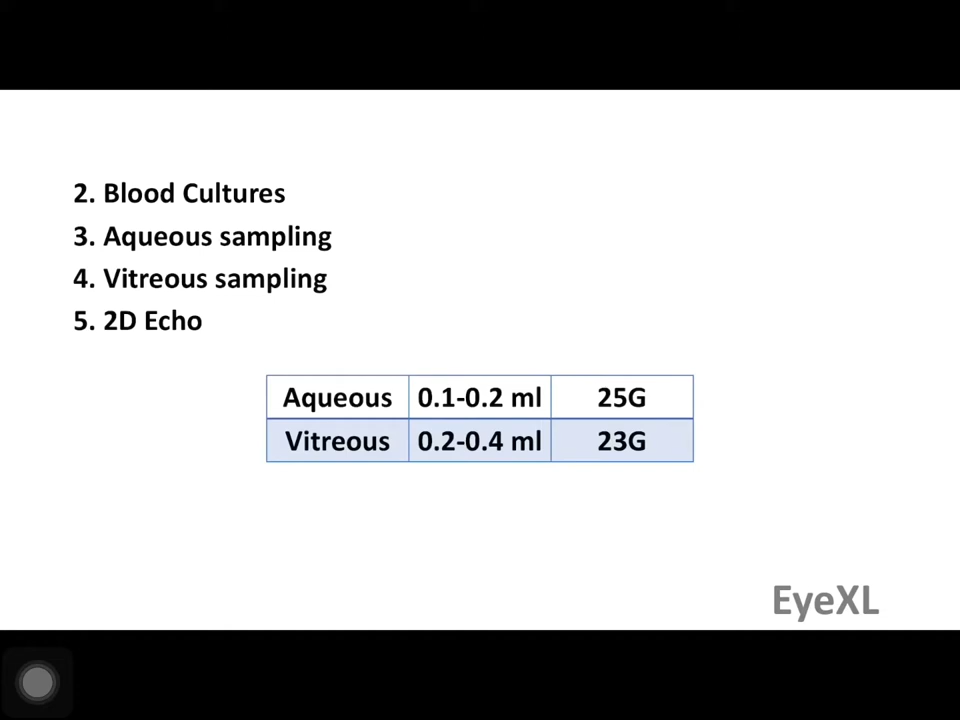 2. Blood Cultures
3. Aqueous sampling
4. Vitreous sampling
5. 2D Echo
Aqueous 0.1-0.2 ml 25G
Vitreous 0.2-0.4 ml 23G
EyeXL